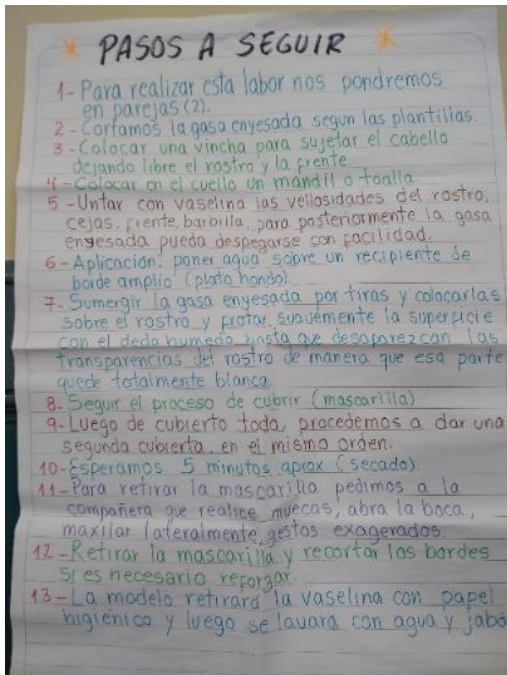 PASOS A SEGUIR
1- Para realizar esta labor nos pondremos
en parejas (2).
2- Cortamos la gasa enyesada segun las plantillas.
3- Colocar una vincha para sujetar el cabello
dejando libre el rostro y la frente.
4- Colocar en el cuello un mandil o toalla
5- Untar con vaselina las vellosidades del rostro,
cejas, frente, barbilla, para posteriormente la gasa
enyesada pueda despegarse con facilidad.
6- Aplicación. poner agua sobre un recipiente de
borde amplio (plato hondo).
7- Sumergir la gasa enyesada por tiras y colocarlas
sobre el rostro y frotar suavemente la superficie
con el dedo humedo hasta que desaparezcan las
transparencias del rostro de manera que esa parte
quede totalmente blanca
8- Seguir el proceso de cubrir (mascarilla)
9- Luego de cubierto todo, procedemos a dar una
segunda cubierta en el mismo orden.
10- Esperamos 5 minutos aprox (secado)
11- Para retirar la mascarilla pedimos a la
compañera que realice muecas, abra la boca,
maxilar lateralmente, gestos exagerados.
12- Retirar la mascarilla y recortar los bordes
si es necesario reforzar.
13- La modelo retirará la vaselina con papel
higiénico y luego se lavara con agua y jabo